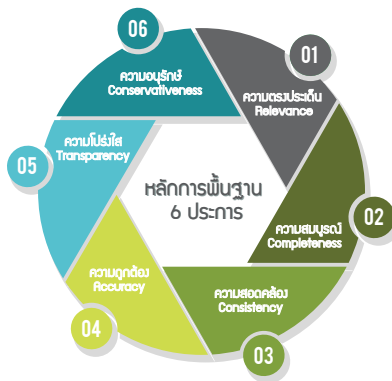 หลักการพื้นฐาน
6 ประการ
01
ความตรงประเด็น
Relevance
02
ความสมบูรณ์
Completeness
03
ความสอดคล้อง
Consistency
04
ความถูกต้อง
Accuracy
05
ความโปร่งใส
Transparency
06
ความอนุรักษ์
Conservativeness